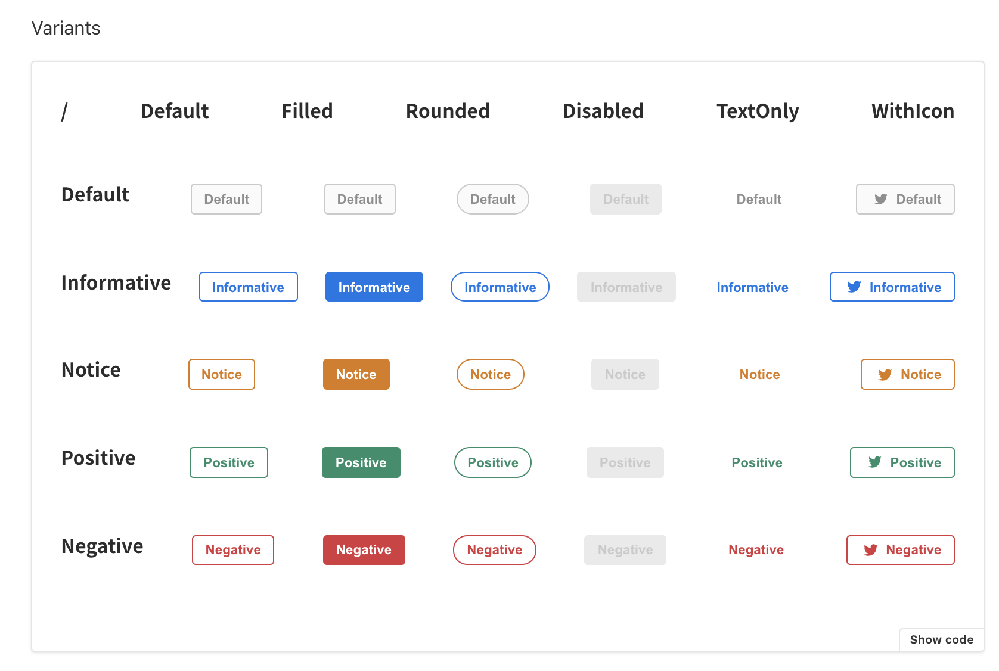 Variants
/ Default Filled Rounded Disabled TextOnly WithIcon
Default Default Default Default Default Default Default
Informative Informative Informative Informative Informative Informative Informative
Notice Notice Notice Notice Notice Notice Notice
Positive Positive Positive Positive Positive Positive Positive
Negative Negative Negative Negative Negative Negative Negative
Show code